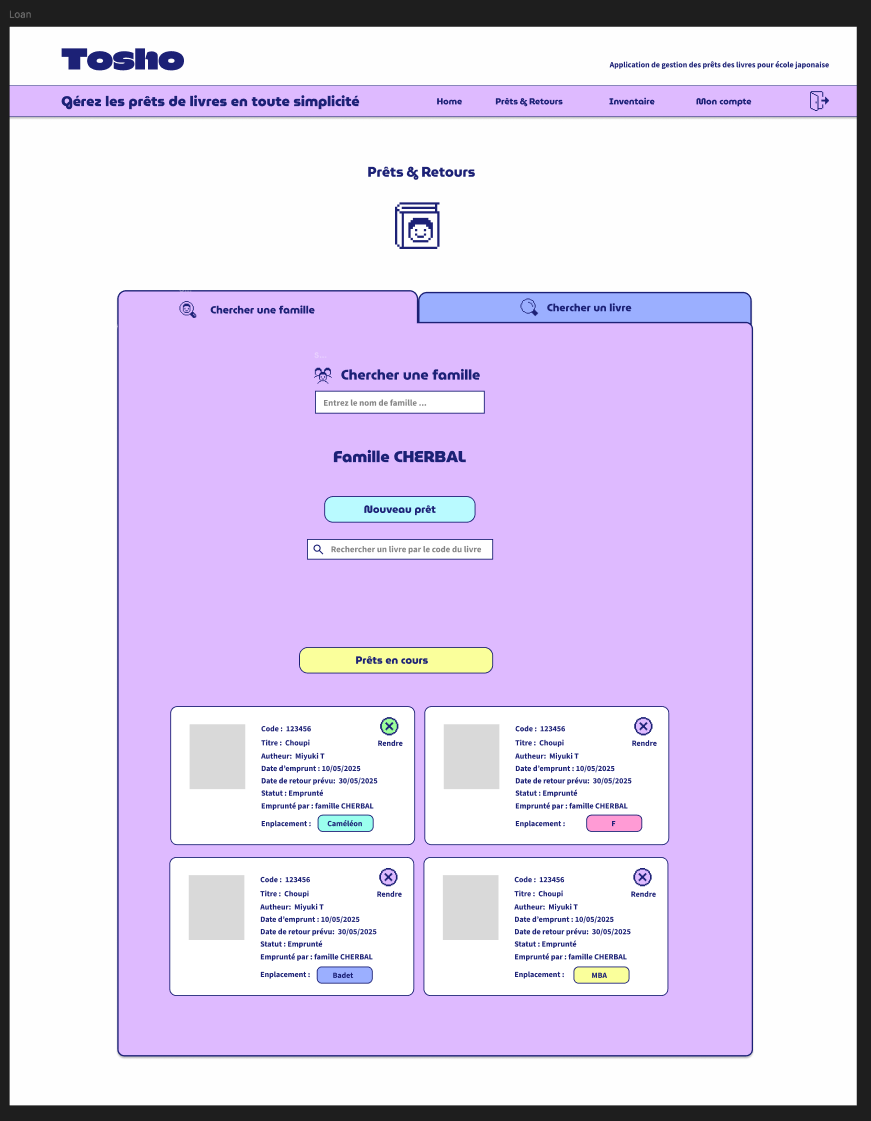 Loan
Tosho
Application de gestion des prêts des livres pour école japonaise
Gérez les prêts de livres en toute simplicité
Home
Prêts & Retours
Inventaire
Mon compte
Prêts & Retours
Chercher une famille
Chercher un livre
Chercher une famille
Entrez le nom de famille ...
Famille CHERBAL
Nouveau prêt
Rechercher un livre par le code du livre
Prêts en cours
Code : 123456
Titre : Choupi
Rendre
Autheur: Miyuki T
Date d'emprunt : 10/05/2025
Date de retour prévu: 30/05/2025
Statut : Emprunté
Emprunté par : famille CHERBAL
Enplacement : Caméléon
Code : 123456
Titre : Choupi
Rendre
Autheur: Miyuki T
Date d'emprunt : 10/05/2025
Date de retour prévu: 30/05/2025
Statut : Emprunté
Emprunté par : famille CHERBAL
Enplacement : F
Code : 123456
Titre : Choupi
Rendre
Autheur: Miyuki T
Date d'emprunt : 10/05/2025
Date de retour prévu: 30/05/2025
Statut : Emprunté
Emprunté par : famille CHERBAL
Enplacement : Badet
Code : 123456
Titre : Choupi
Rendre
Autheur: Miyuki T
Date d'emprunt : 10/05/2025
Date de retour prévu: 30/05/2025
Statut : Emprunté
Emprunté par : famille CHERBAL
Enplacement : MBA